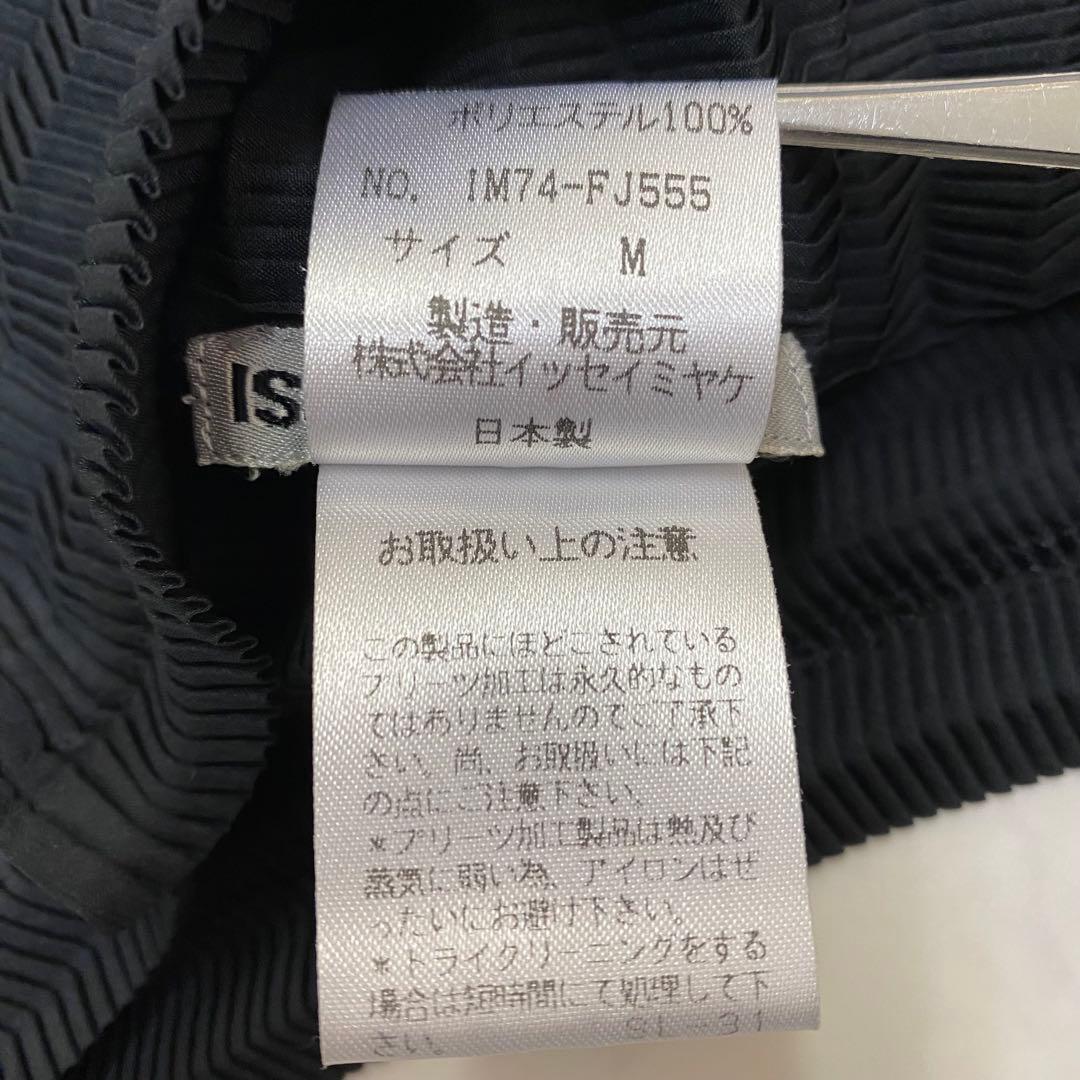 ポリエステル100%
NO. IM74-FJ555
サイズ M
製造・販売元
株式会社イッセイミヤケ
日本製
IS
お取扱い上の注意
この製品にほどこされている
プリーツ加工は永久的なもの
ではありませんのでご了承下
さい。尚、お取扱いには下記
の点にご注意下さい。
*プリーツ加工製品は熱及び
蒸気に弱い為、アイロンはぜ
ったいにお避け下さい。
*ドライクリーニングをする
場合は短時間にて処理して下
さい。 8L-31